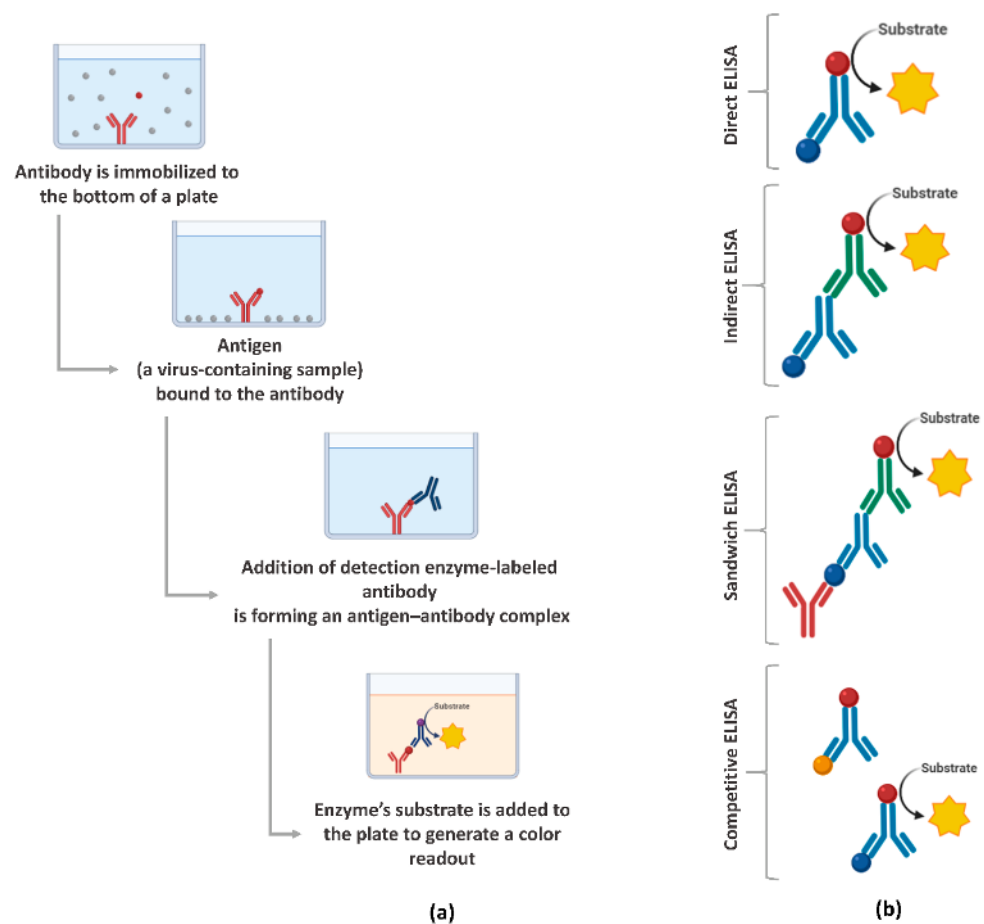 Antibody is immobilized to
the bottom of a plate
Antigen
(a virus-containing sample)
bound to the antibody
Addition of detection enzyme-labeled
antibody
is forming an antigen–antibody complex
Substrate
Enzyme’s substrate is added to
the plate to generate a color
readout
(a)
Direct ELISA
Substrate
Indirect ELISA
Substrate
Sandwich ELISA
Substrate
Competitive ELISA
Substrate
(b)